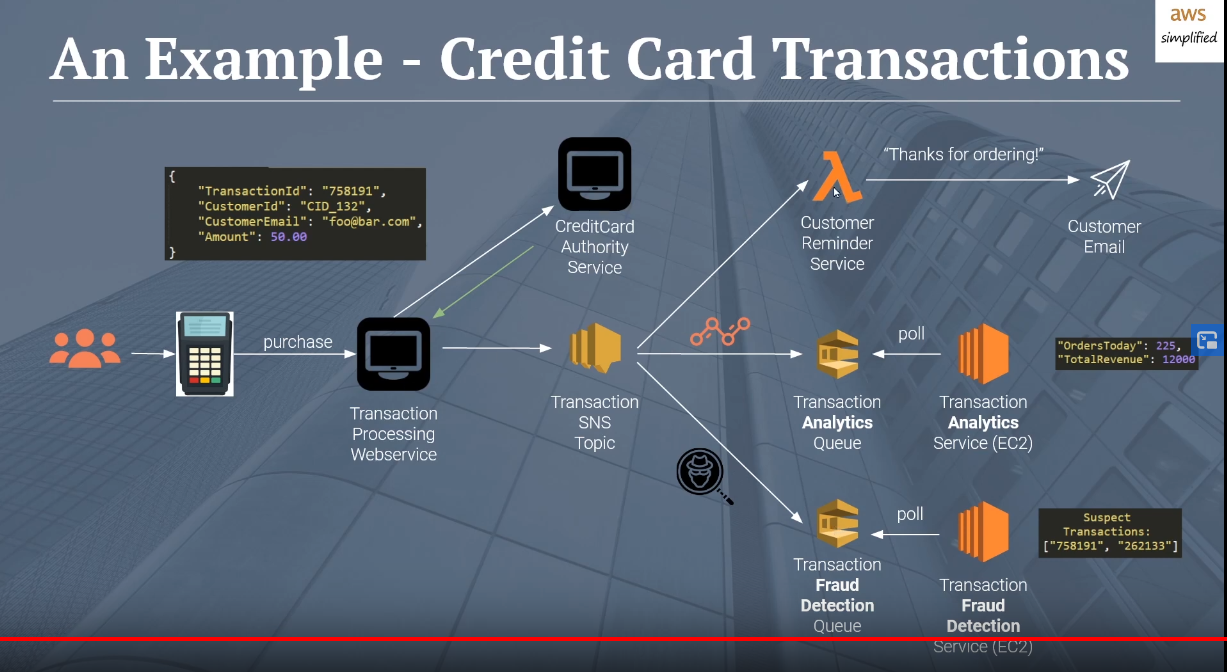 aws
simplified
An Example - Credit Card Transactions
{
"TransactionId": "758191",
"CustomerId": "CID_132",
"CustomerEmail": "foo@bar.com",
"Amount": 50.00
}
CreditCard
Authority
Service
"Thanks for ordering!"
Customer
Reminder
Service
Customer
Email
purchase
Transaction
Processing
Webservice
Transaction
SNS
Topic
Transaction
Analytics
Queue
poll
Transaction
Analytics
Service (EC2)
"OrdersToday": 225,
"TotalRevenue": 12000
Transaction
Fraud
Detection
Queue
poll
Transaction
Fraud
Detection
Service (EC2)
Suspect
Transactions:
["758191", "262133"]